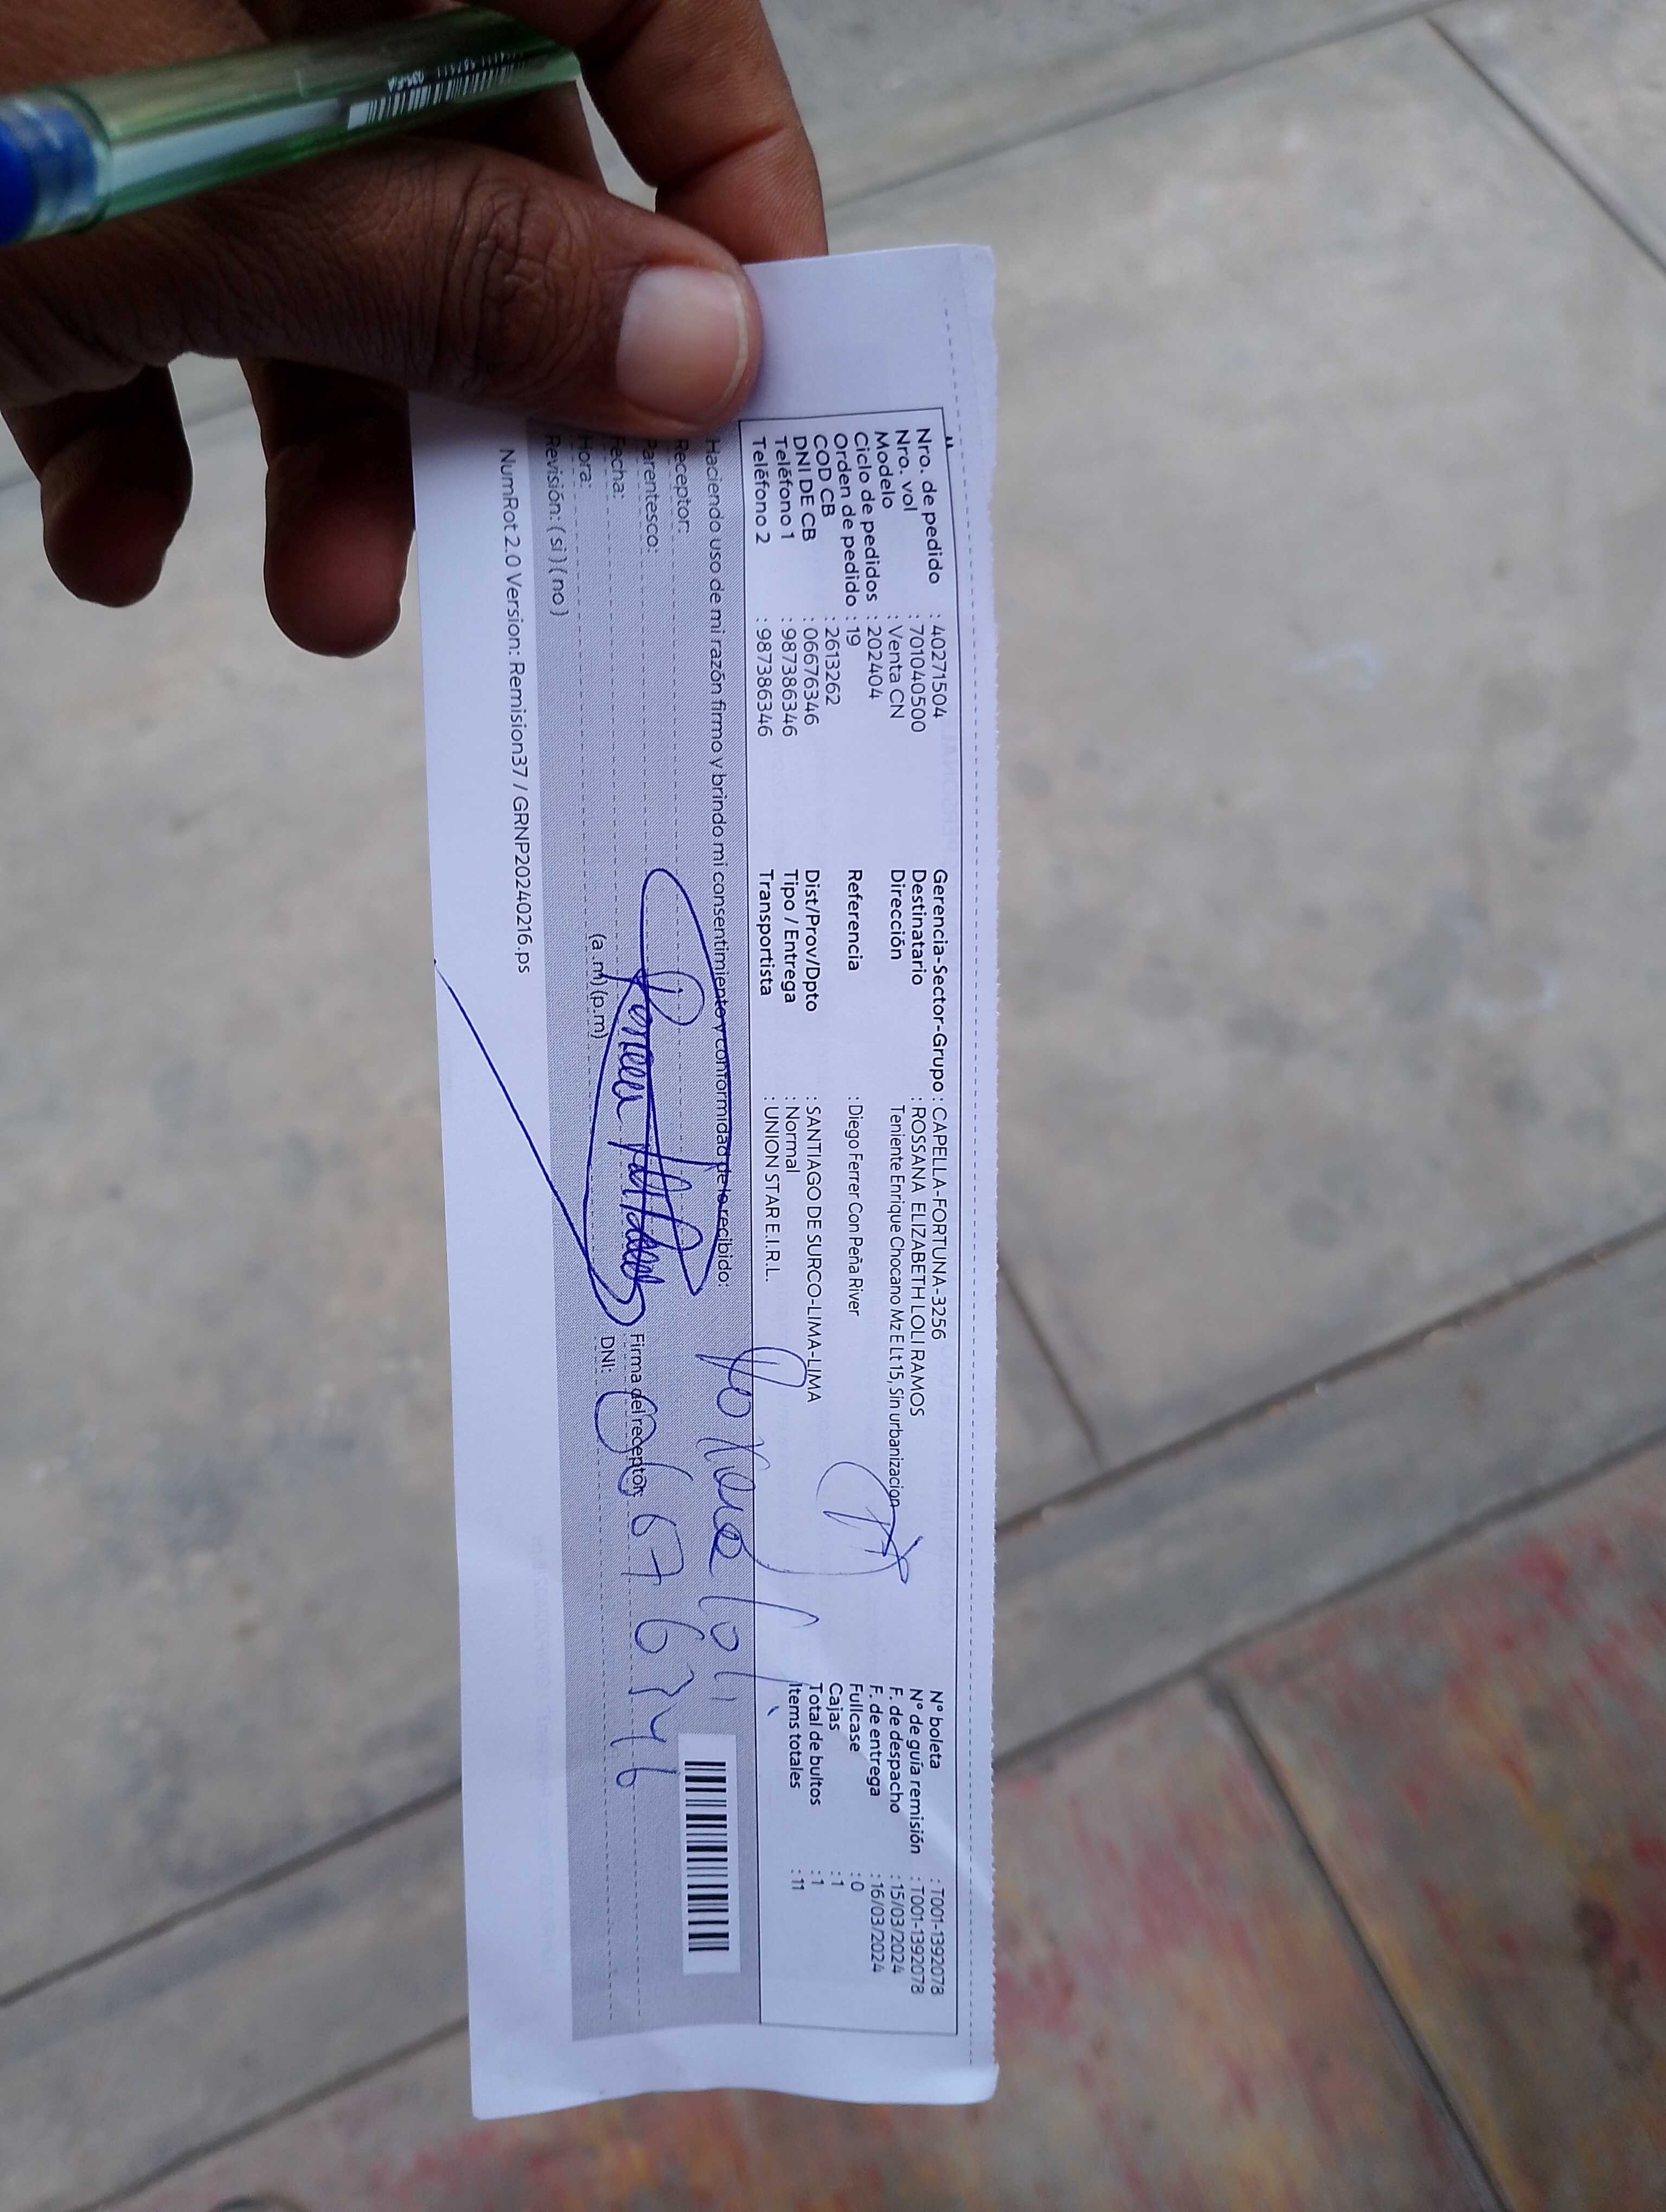 Nro. de pedido : 40271504
Nro. vol : 701040500
Modelo : Venta CN
Ciclo de pedidos : 202404
Orden de pedido : 19
COD CB : 2613262
DNI DE CB : 06676346
Teléfono 1 : 987386346
Teléfono 2 : 987386346
Gerencia-Sector-Grupo : CAPELLA-FORTUNA-3256
Destinatario : ROSSANA ELIZABETH LOLI RAMOS
Dirección Teniente Enrique Chocano Mz E Lt 15, Sin urbanizacion
Referencia : Diego Ferrer Con Peña River
Dist/Prov/Dpto : SANTIAGO DE SURCO-LIMA-LIMA
Tipo / Entrega : Normal
Transportista : UNION STAR E.I.R.L.
N° boleta : T001-1392078
N° de guía remisión : T001-1392078
F. de despacho : 15/03/2024
F. de entrega : 16/03/2024
Fullcase : 0
Cajas : 1
Total de bultos : 1
Items totales : 11
Haciendo uso de mi razón firmo y brindo mi consentimiento y conformidad de lo recibido:
Receptor:
Parentesco:
Fecha:
Hora: (a.m) (p.m)
Revisión: ( si ) ( no )
Loli
Firma del receptor:
DNI: 06676346
NumRot 2.0 Version: Remision37 / GRNP20240216.ps